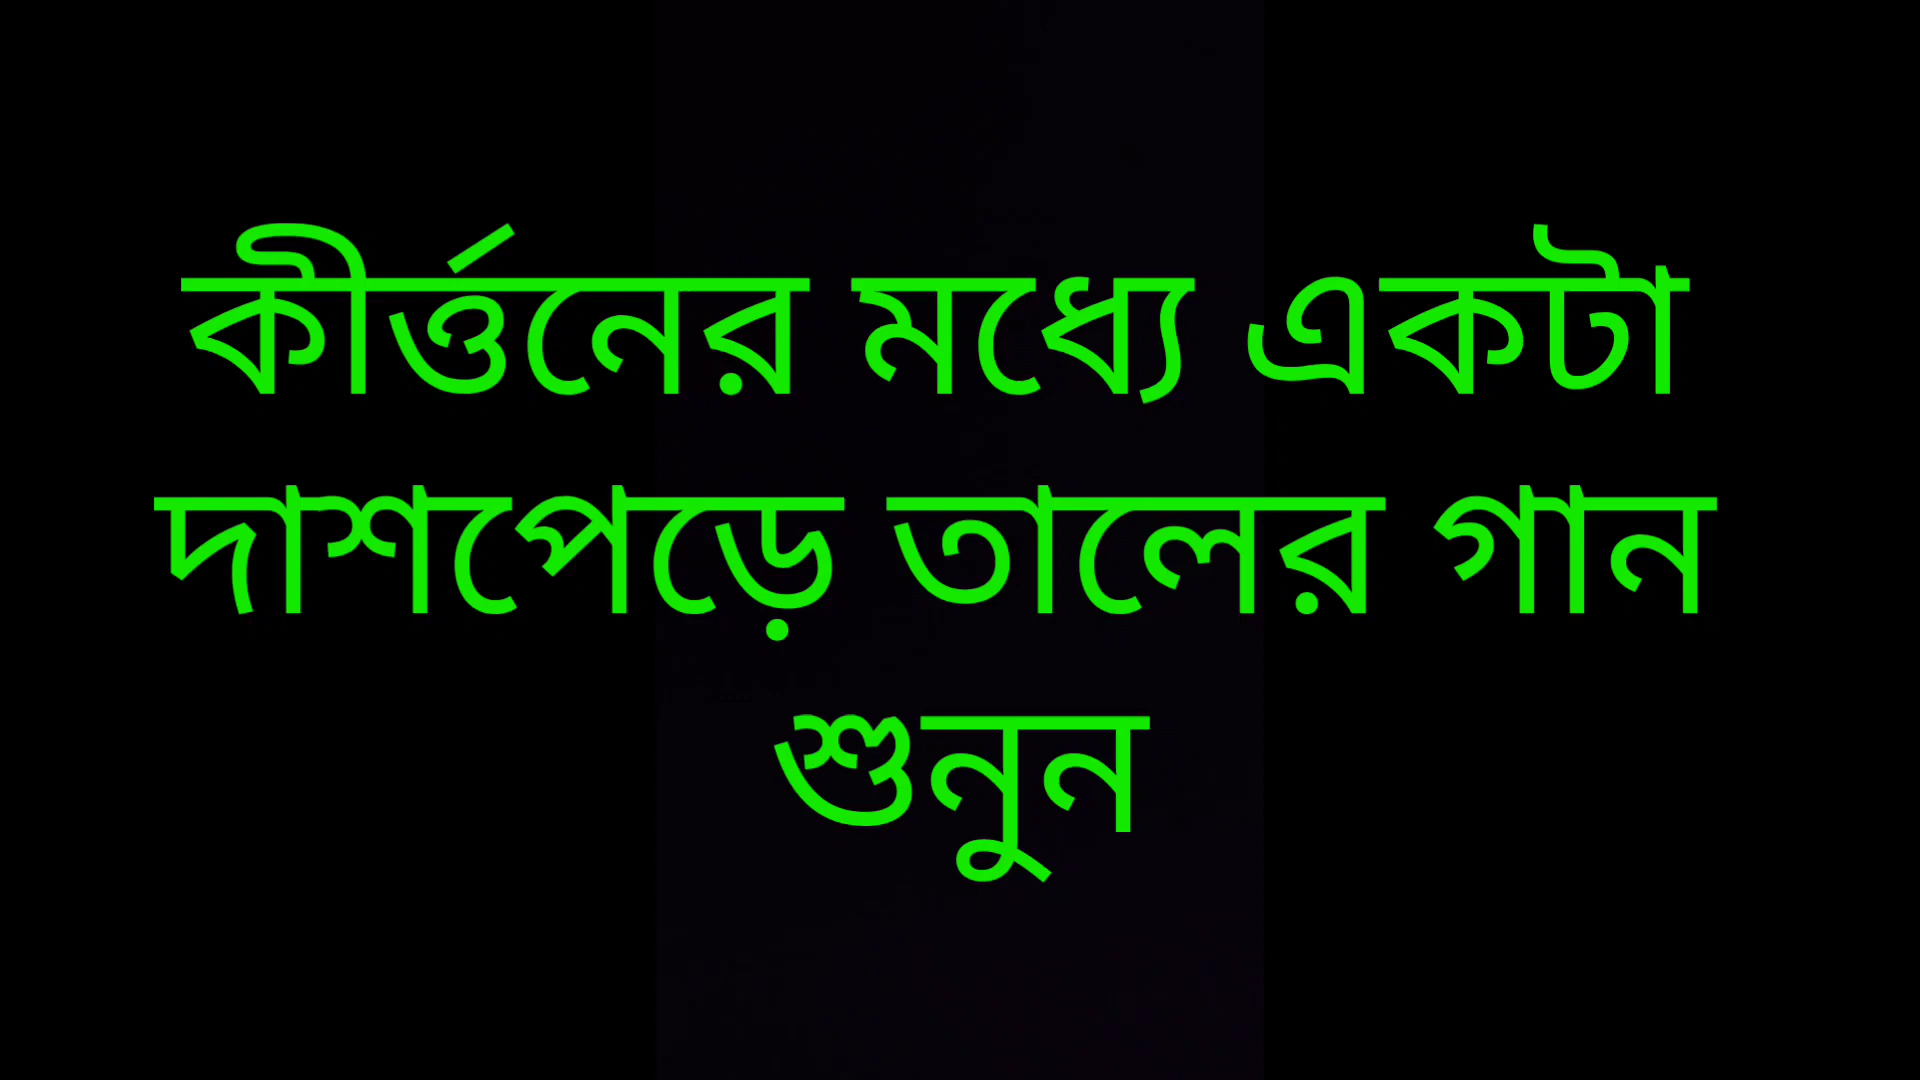 কীর্ত্তনের মধ্যে একটা
দাশপেড়ে তালের গান
শুনুন